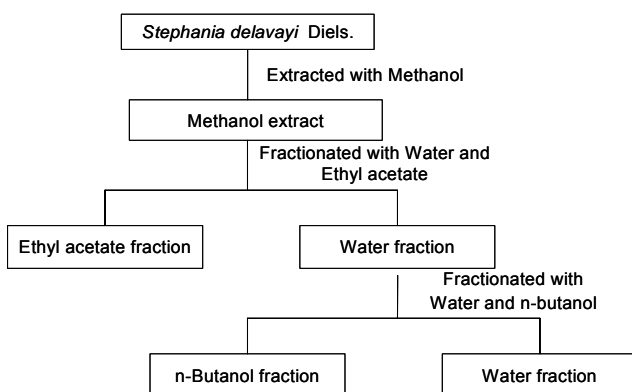 Stephania delavayi Diels.
Extracted with Methanol
Methanol extract
Fractionated with Water and
Ethyl acetate
Ethyl acetate fraction
Water fraction
Fractionated with
Water and n-butanol
n-Butanol fraction
Water fraction